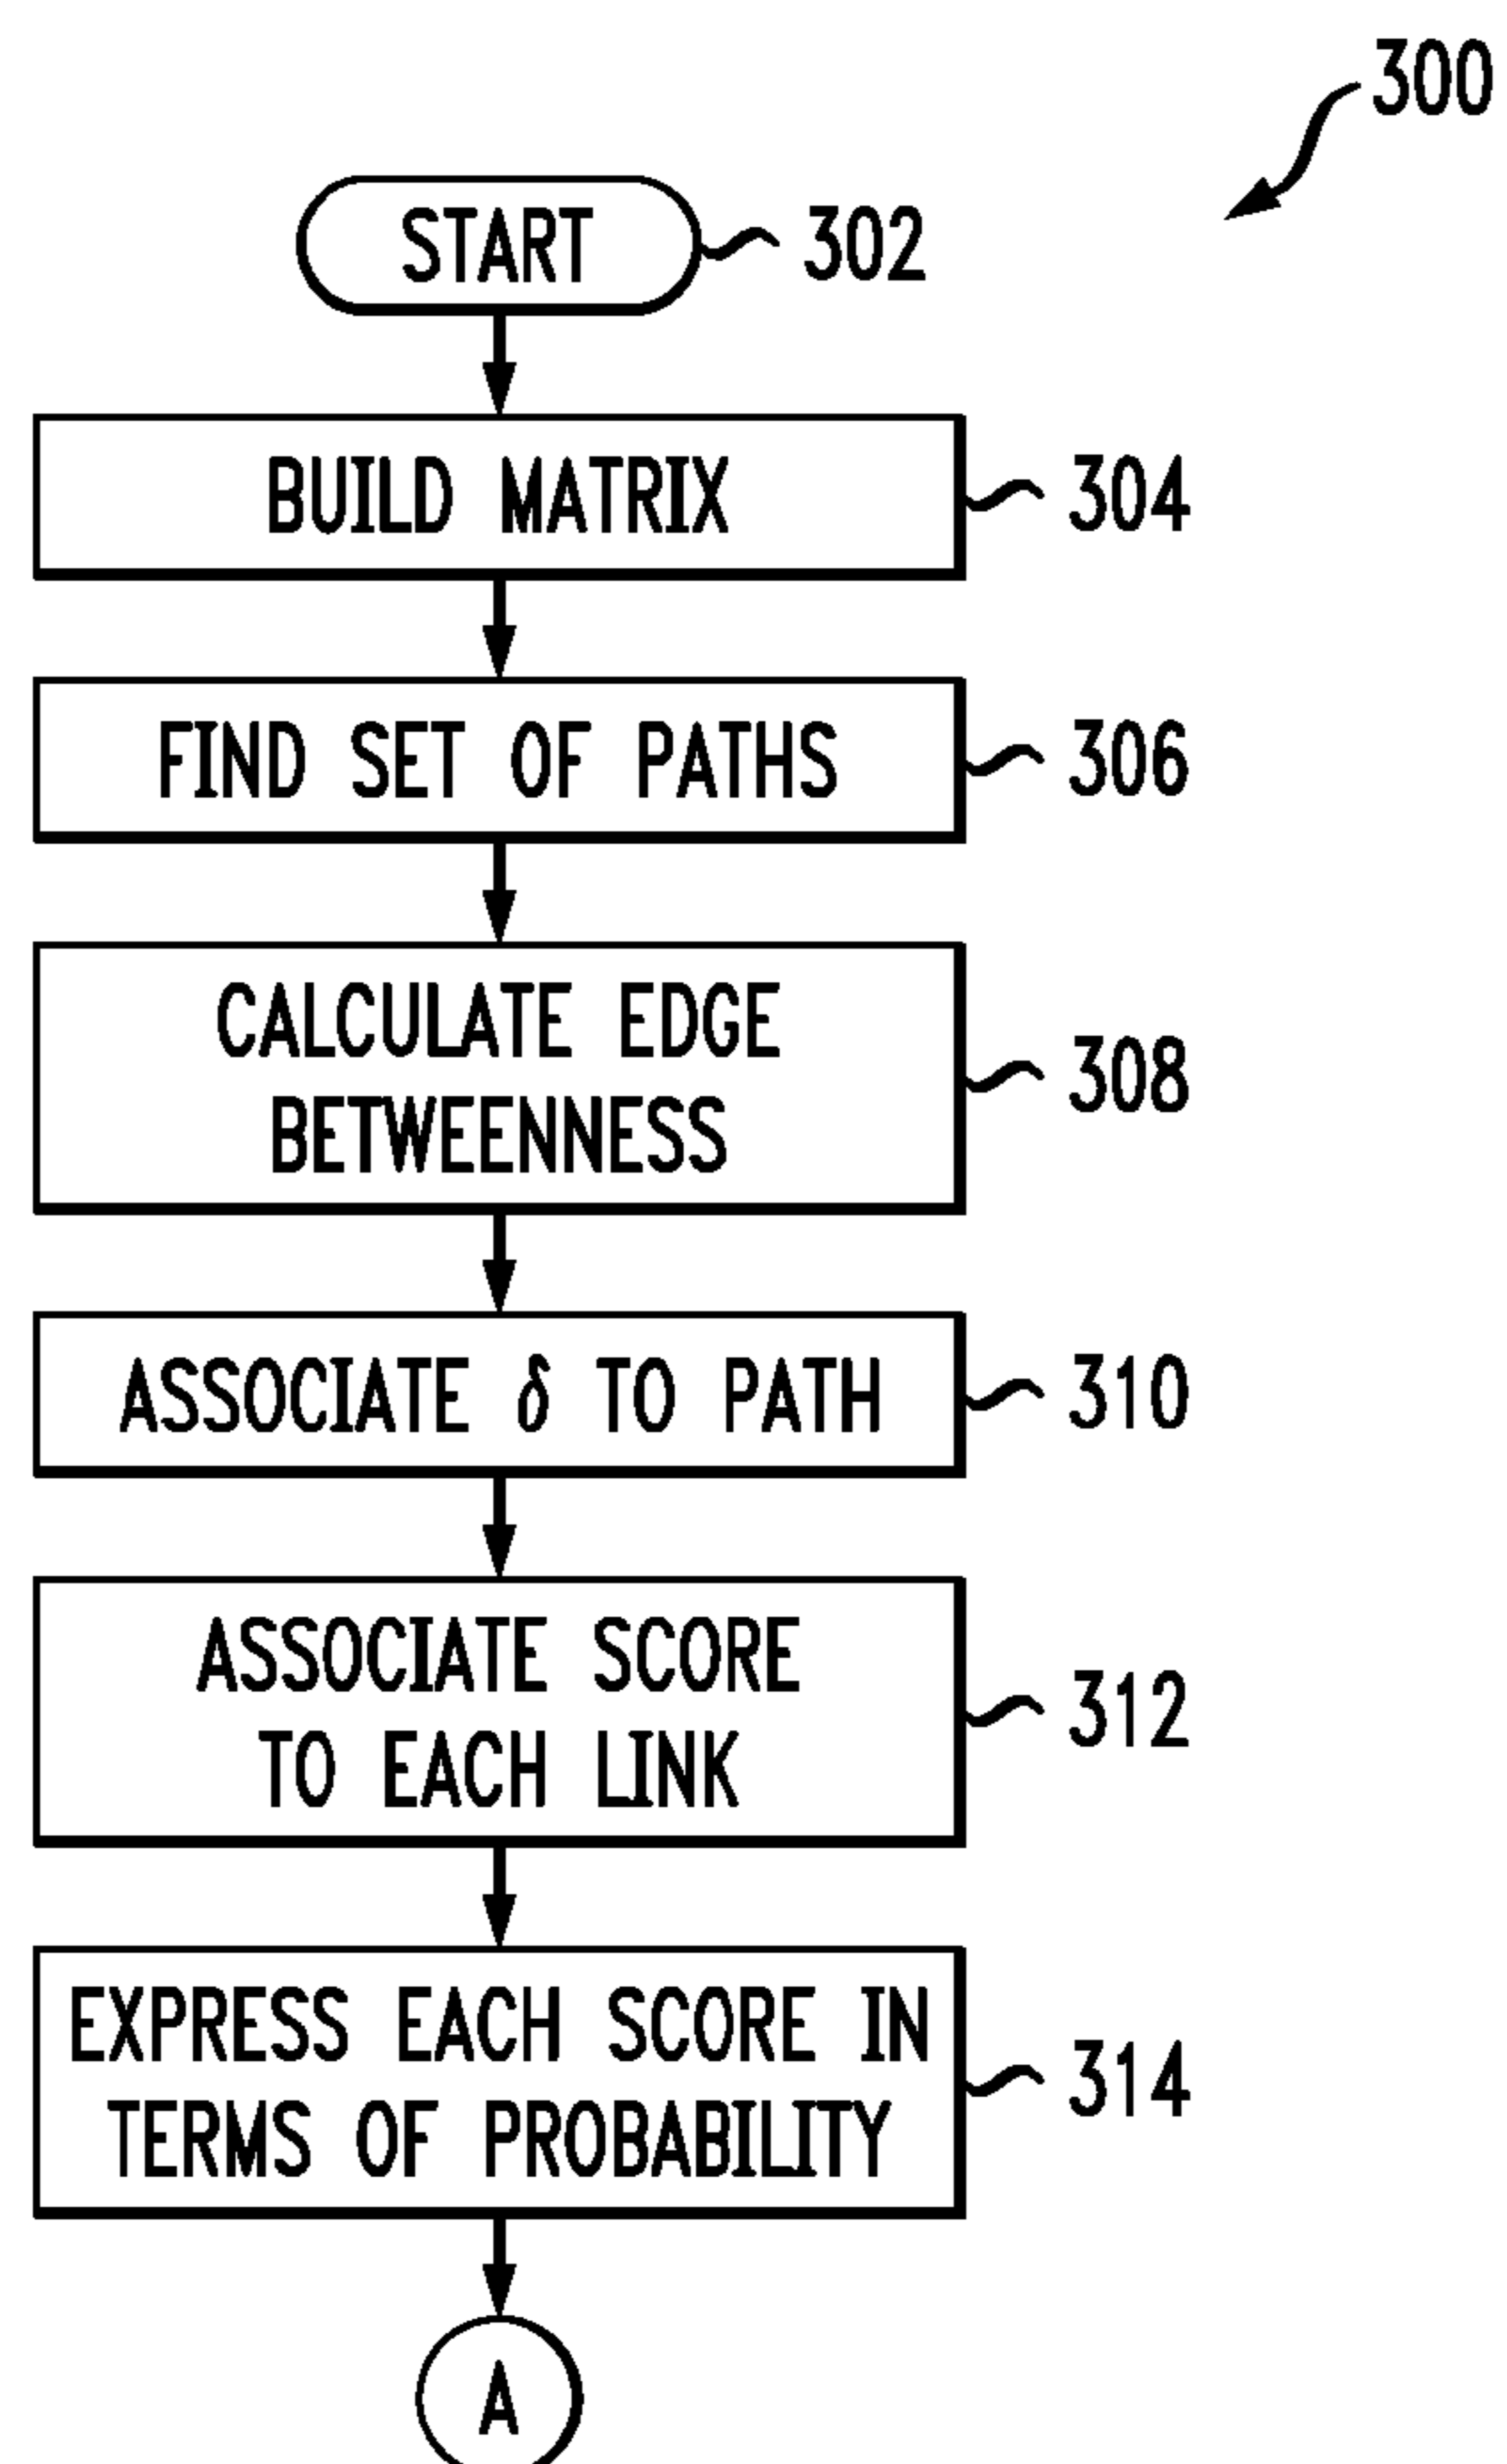 300
START
302
BUILD MATRIX
304
FIND SET OF PATHS
306
CALCULATE EDGE
BETWEENNESS
308
ASSOCIATE δ TO PATH
310
ASSOCIATE SCORE
TO EACH LINK
312
EXPRESS EACH SCORE IN
TERMS OF PROBABILITY
314
A